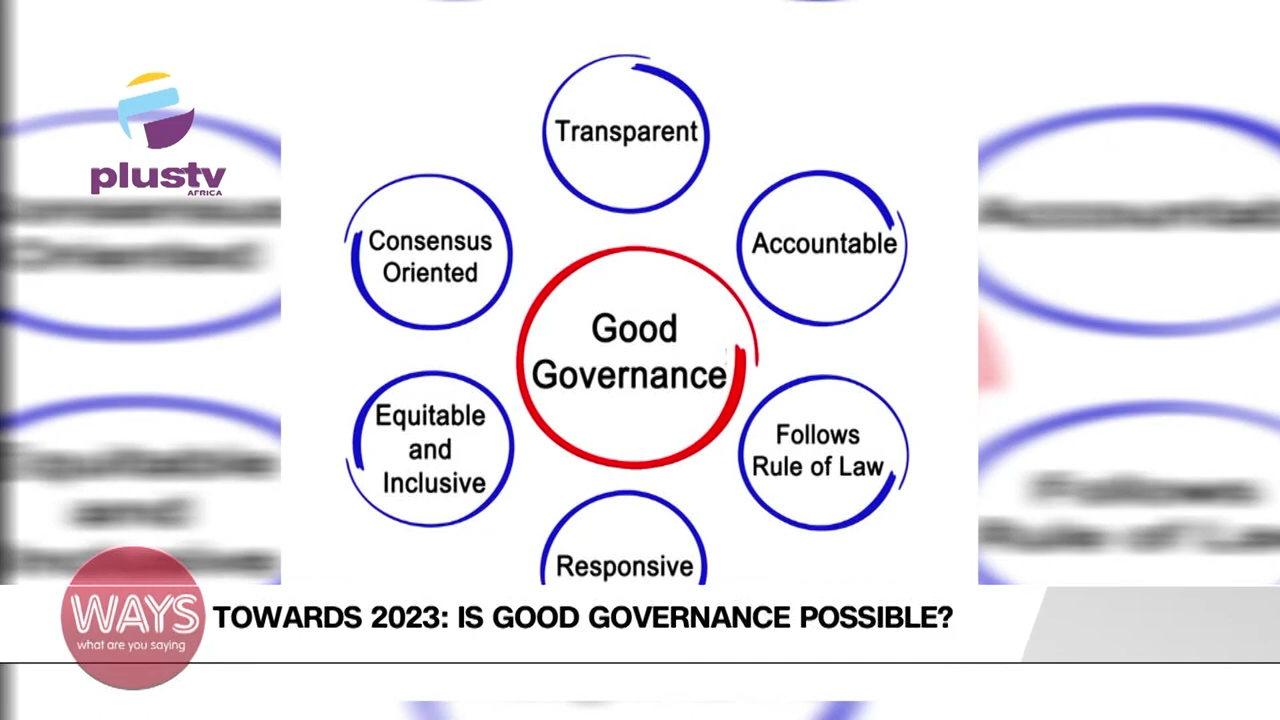 plustv
AFRICA
Transparent
Consensus
Oriented
Accountable
Good
Governance
Equitable
and
Inclusive
Follows
Rule of Law
Responsive
WAYS
what are you saying
TOWARDS 2023: IS GOOD GOVERNANCE POSSIBLE?